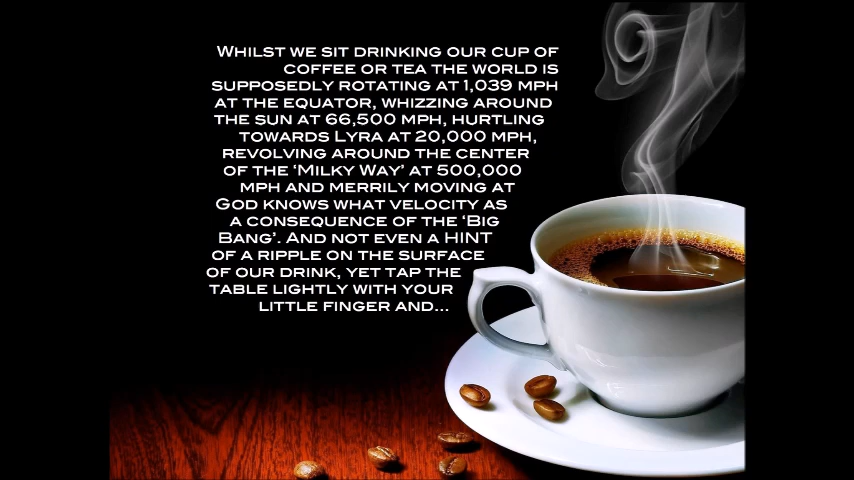 Whilst we sit drinking our cup of
coffee or tea the world is
supposedly rotating at 1,039 mph
at the equator, whizzing around
the sun at 66,500 mph, hurtling
towards Lyra at 20,000 mph,
revolving around the center
of the ‘Milky Way’ at 500,000
mph and merrily moving at
God knows what velocity as
a consequence of the ‘Big
Bang’. And not even a HINT
of a ripple on the surface
of our drink, yet tap the
table lightly with your
little finger and...